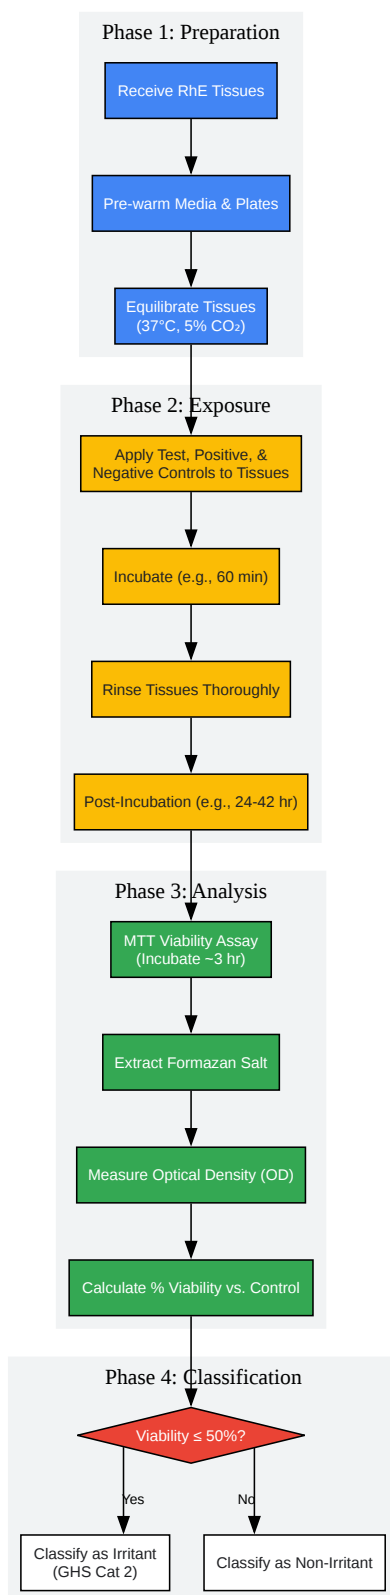 Phase 1: Preparation
Receive RhE Tissues
Pre-warm Media & Plates
Equilibrate Tissues
(37°C, 5% CO₂)
Phase 2: Exposure
Apply Test, Positive, &
Negative Controls to Tissues
Incubate (e.g., 60 min)
Rinse Tissues Thoroughly
Post-Incubation (e.g., 24-42 hr)
Phase 3: Analysis
MTT Viability Assay
(Incubate ~3 hr)
Extract Formazan Salt
Measure Optical Density (OD)
Calculate % Viability vs. Control
Phase 4: Classification
Viability ≤ 50%?
Yes
No
Classify as Irritant
(GHS Cat 2)
Classify as Non-Irritant